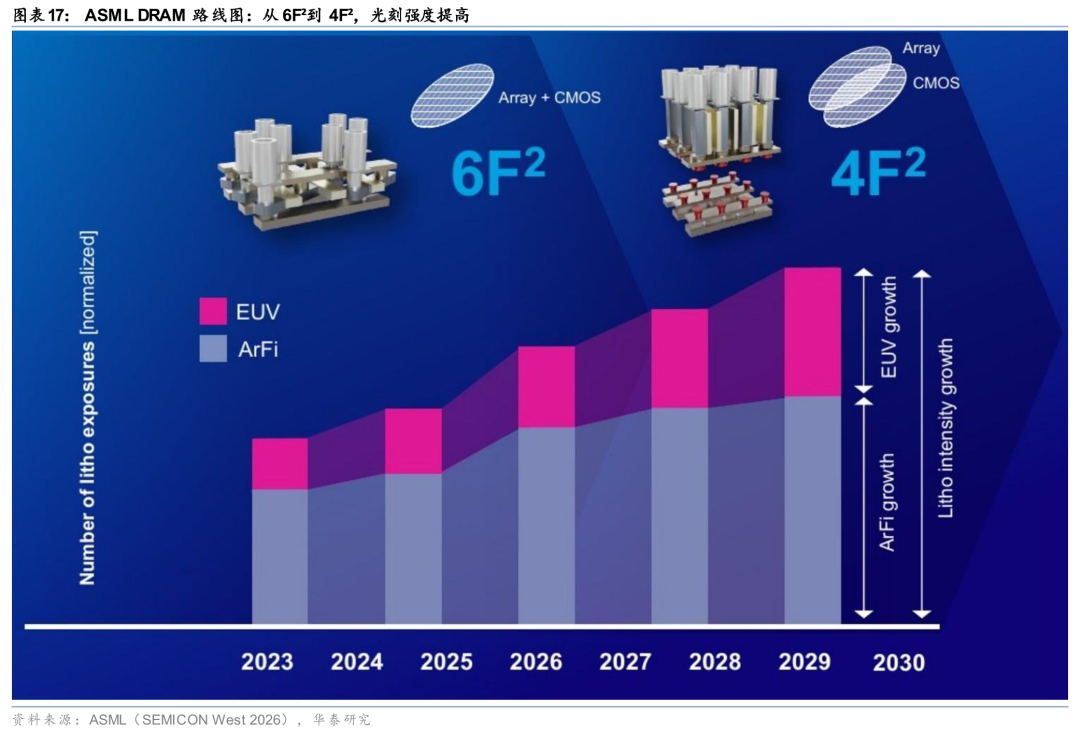 图表17： ASML DRAM 路线图：从 6F²到 4F²，光刻强度提高
Array + CMOS
6F²
Array
CMOS
4F²
Number of litho exposures [normalized]
EUV
ArFi
EUV growth
ArFi growth
Litho intensity growth
2023 2024 2025 2026 2027 2028 2029 2030
资料来源：ASML（SEMICON West 2026），华泰研究